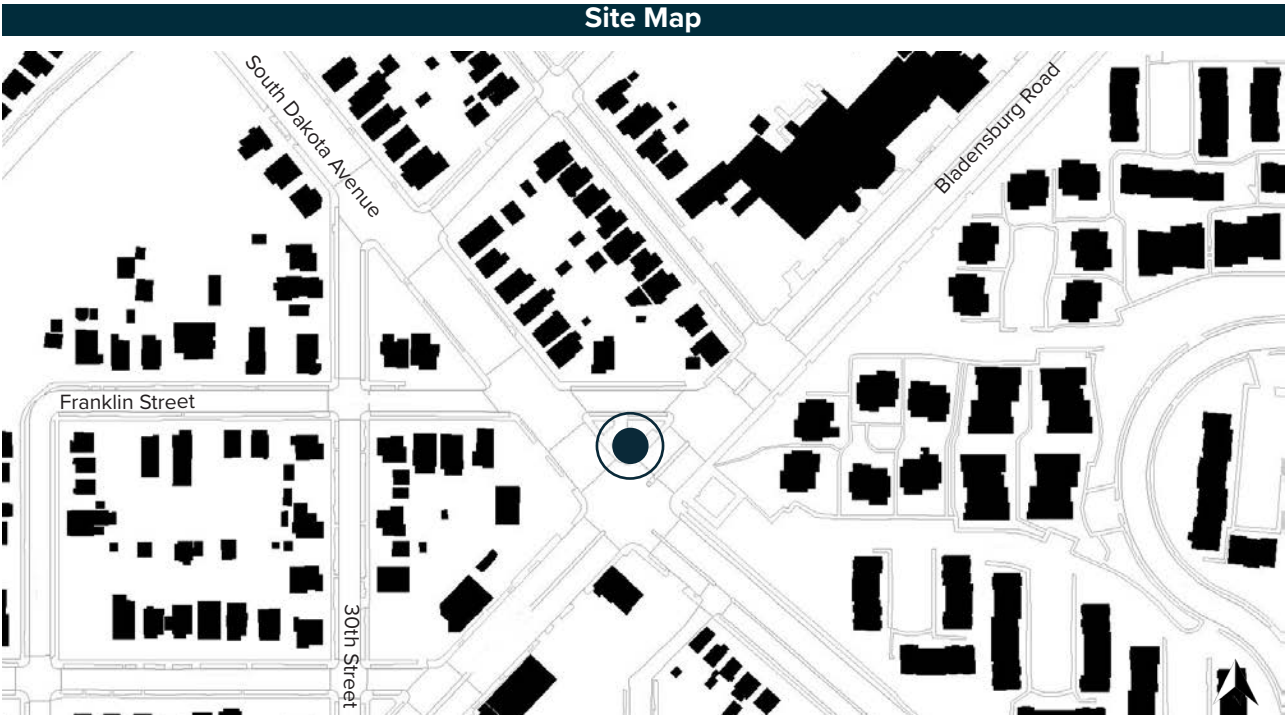 Site Map
South Dakota Avenue
Bladensburg Road
Franklin Street
30th Street